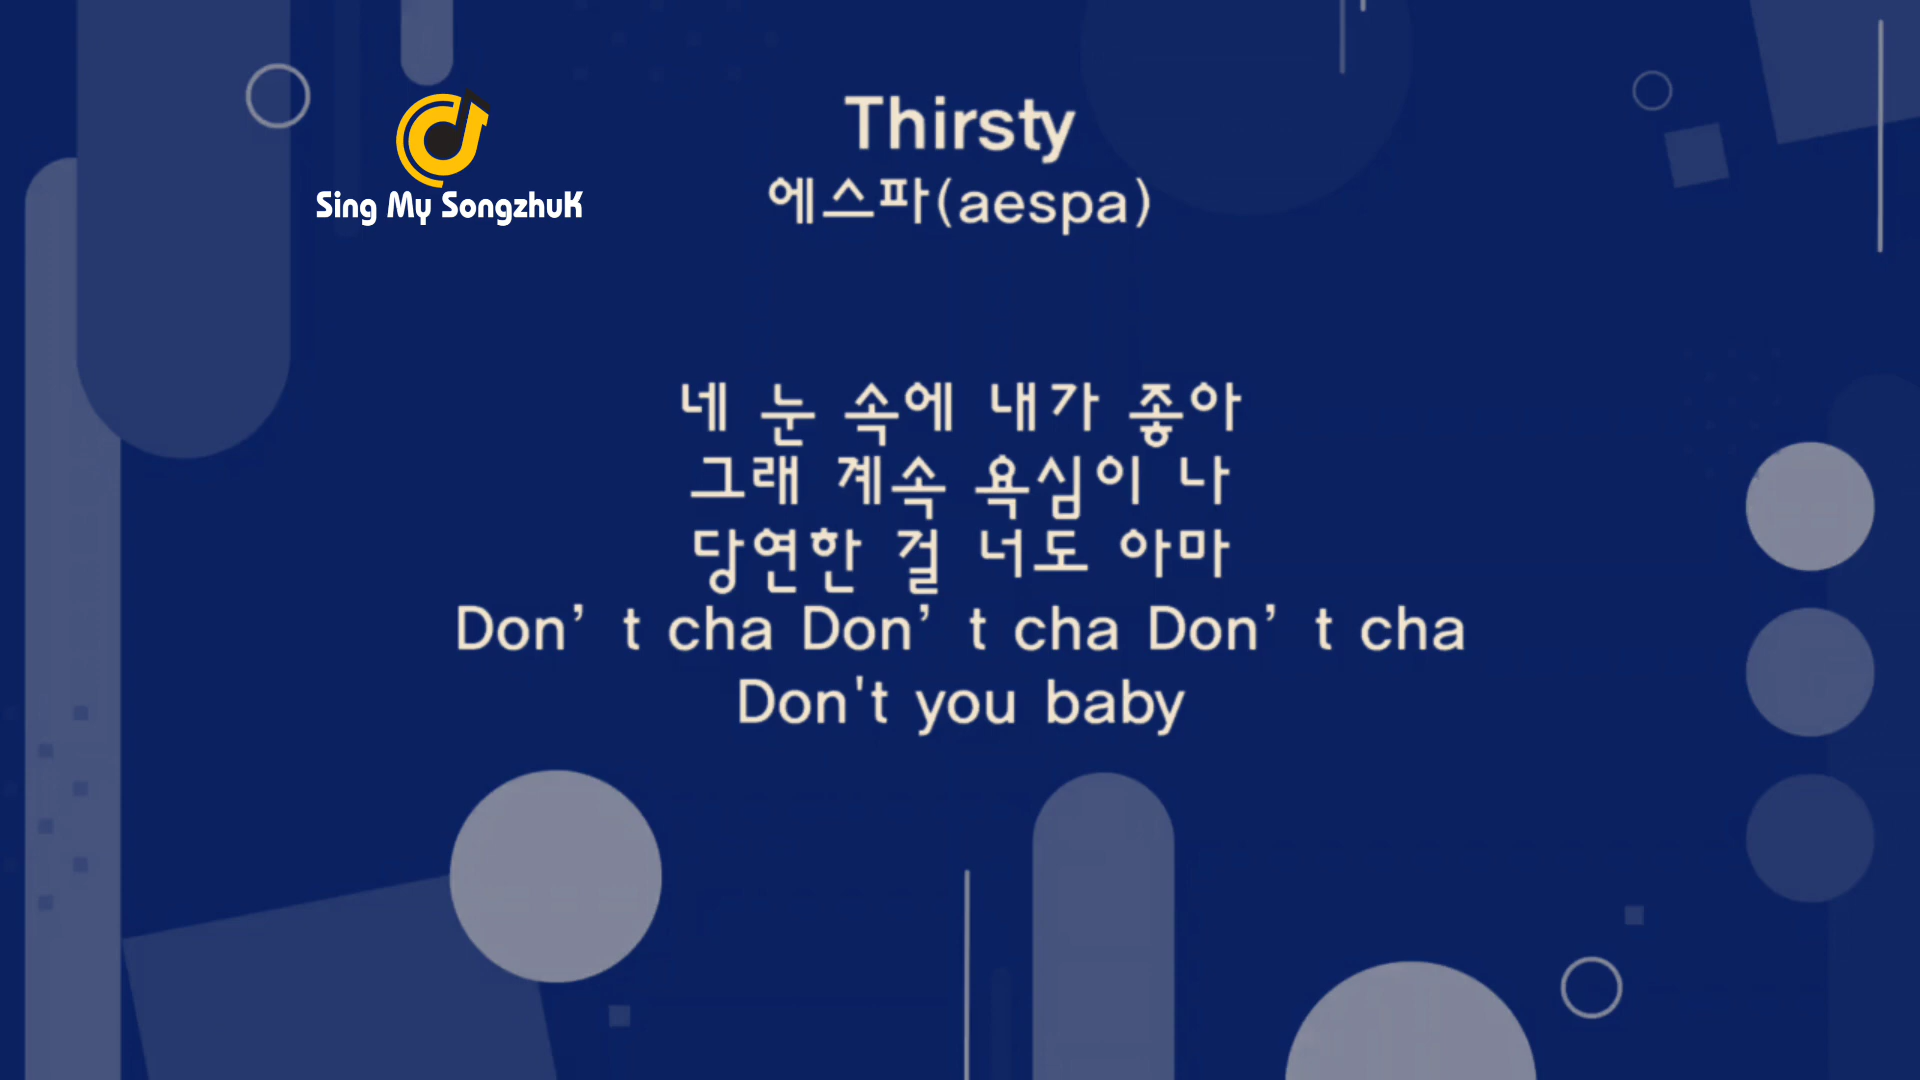 Thirsty
에스파(aespa)
Sing My SongzhuK
네 눈 속에 내가 좋아
그래 계속 욕심이 나
당연한 걸 너도 아마
Don’t cha Don’t cha Don’t cha
Don't you baby